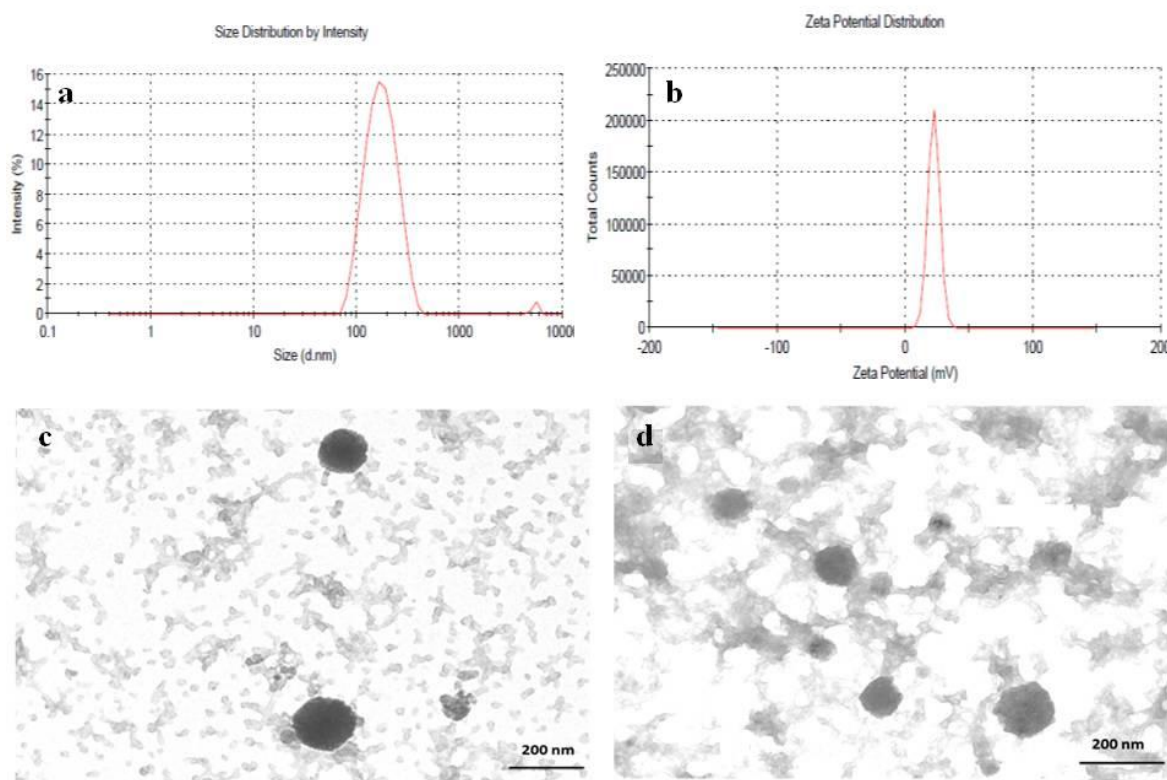 Size Distribution by Intensity
a
16
14
12
10
8
6
4
2
0
Intensity (%)
0.1 1 10 100 1000 1000
Size (d.nm)
Zeta Potential Distribution
b
250000
200000
150000
100000
50000
0
Total Counts
-200 -100 0 100 200
Zeta Potential (mV)
c
200 nm
d
200 nm